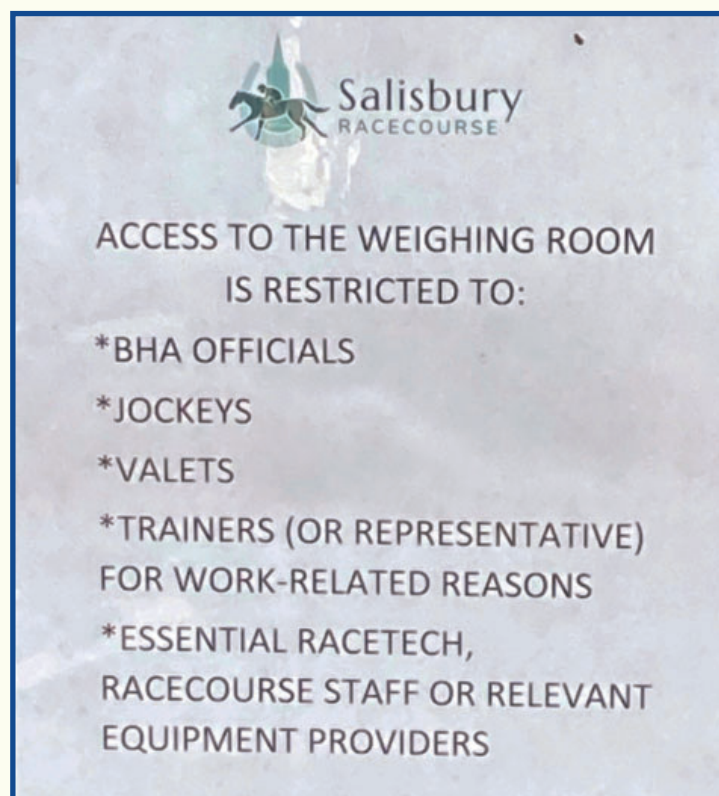 Salisbury
RACECOURSE
ACCESS TO THE WEIGHING ROOM
IS RESTRICTED TO:
*BHA OFFICIALS
*JOCKEYS
*VALETS
*TRAINERS (OR REPRESENTATIVE)
FOR WORK-RELATED REASONS
*ESSENTIAL RACETECH,
RACECOURSE STAFF OR RELEVANT
EQUIPMENT PROVIDERS